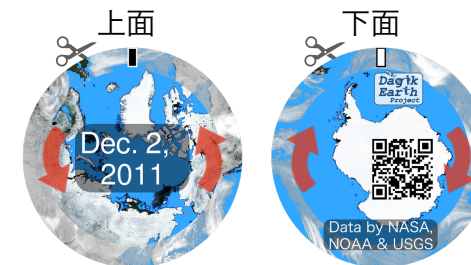 上面
下面
Dec. 2,
2011
Dagik
Earth
Project
Data by NASA,
NOAA & USGS